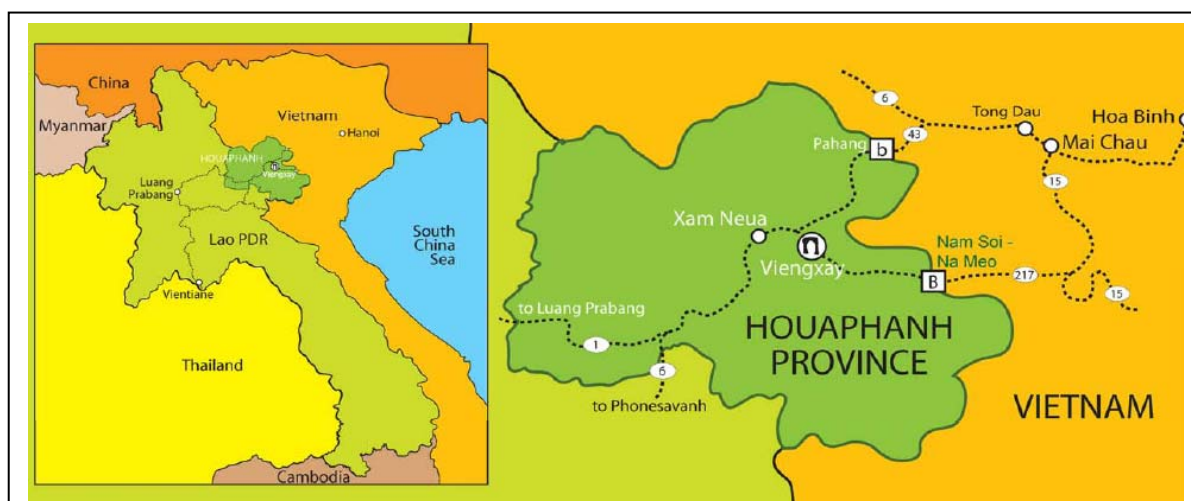 China
Myanmar
Vietnam
Hanoi
HOUAPHANH
Viengxay
Luang
Prabang
Lao PDR
South
China
Sea
Vientiane
Thailand
Cambodia
6
43
Tong Dau
Hoa Binh
Pahang
b
Mai Chau
15
Xam Neua
Viengxay
Nam Soi -
Na Meo
B
217
15
to Luang Prabang
1
HOUAPHANH
PROVINCE
6
to Phonesavanh
VIETNAM